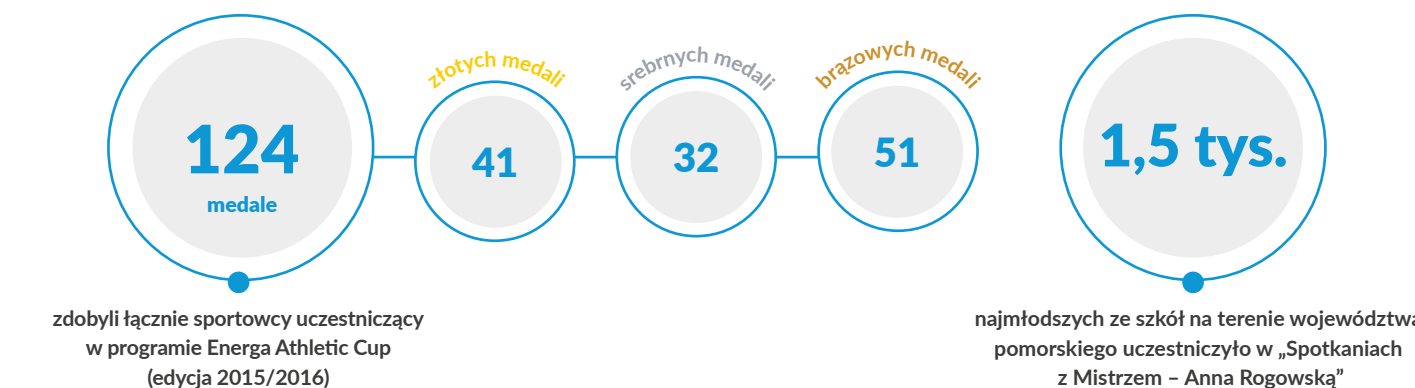 124
medale
zdobyli łącznie sportowcy uczestniczący
w programie Energa Athletic Cup
(edycja 2015/2016)
złotych medali
41
srebrnych medali
32
brązowych medali
51
1,5 tys.
najmłodszych ze szkół na terenie województwa
pomorskiego uczestniczyło w „Spotkaniach
z Mistrzem – Anna Rogowską”